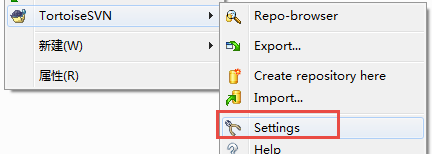 TortoiseSVN
新建(W)
属性(R)
Repo-browser
Export...
Create repository here
Import...
Settings
Help